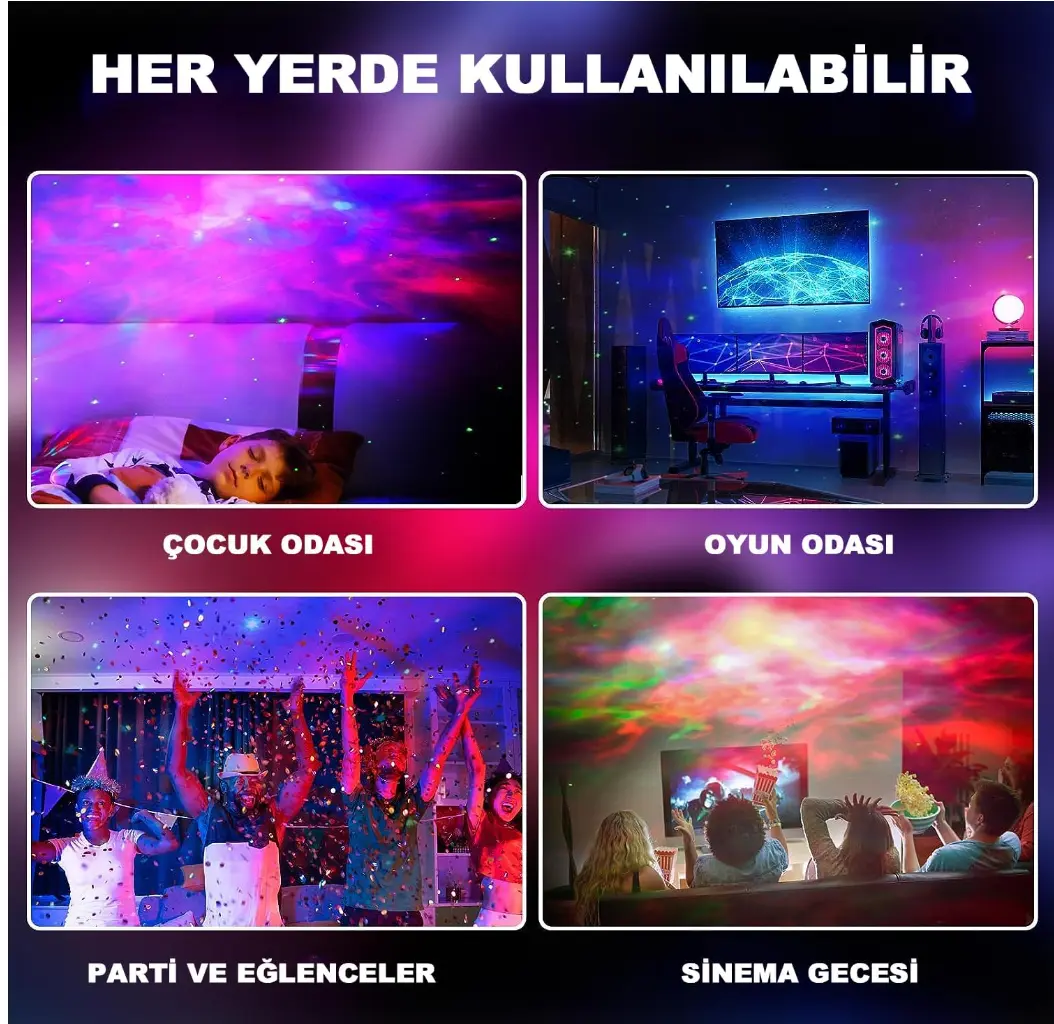 HER YERDE KULLANILABİLİR
ÇOCUK ODASI
OYUN ODASI
PARTİ VE EĞLENCELER
SİNEMA GECESİ